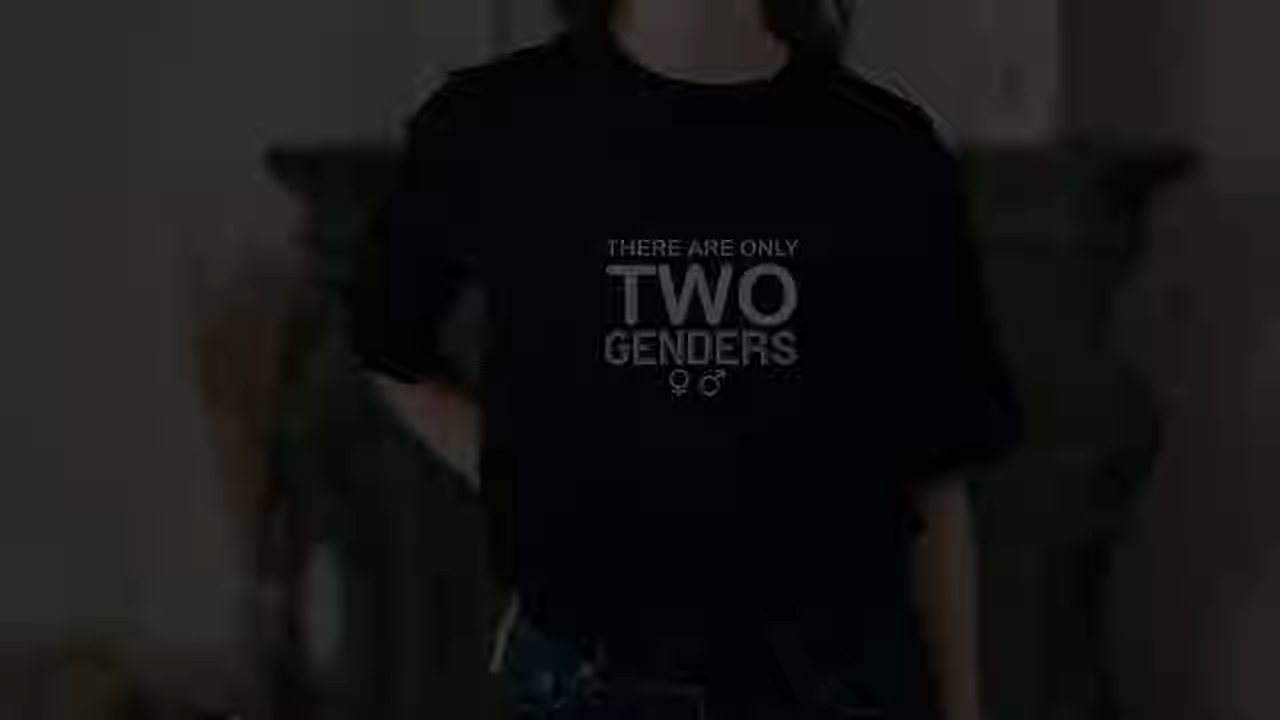 THERE ARE ONLY
TWO
GENDERS
♀ ♂